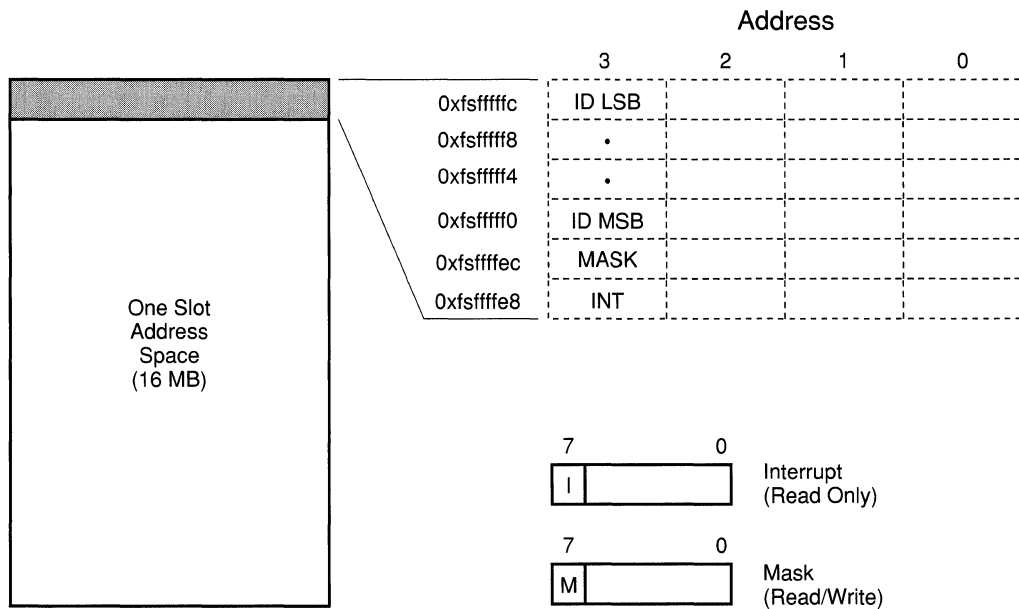 Address
3 2 1 0
0xfsfffffc ID LSB
0xfsfffff8 •
0xfsfffff4 •
0xfsfffff0 ID MSB
0xfsffffec MASK
0xfsffffe8 INT
One Slot
Address
Space
(16 MB)
7 0
I
Interrupt
(Read Only)
7 0
M
Mask
(Read/Write)